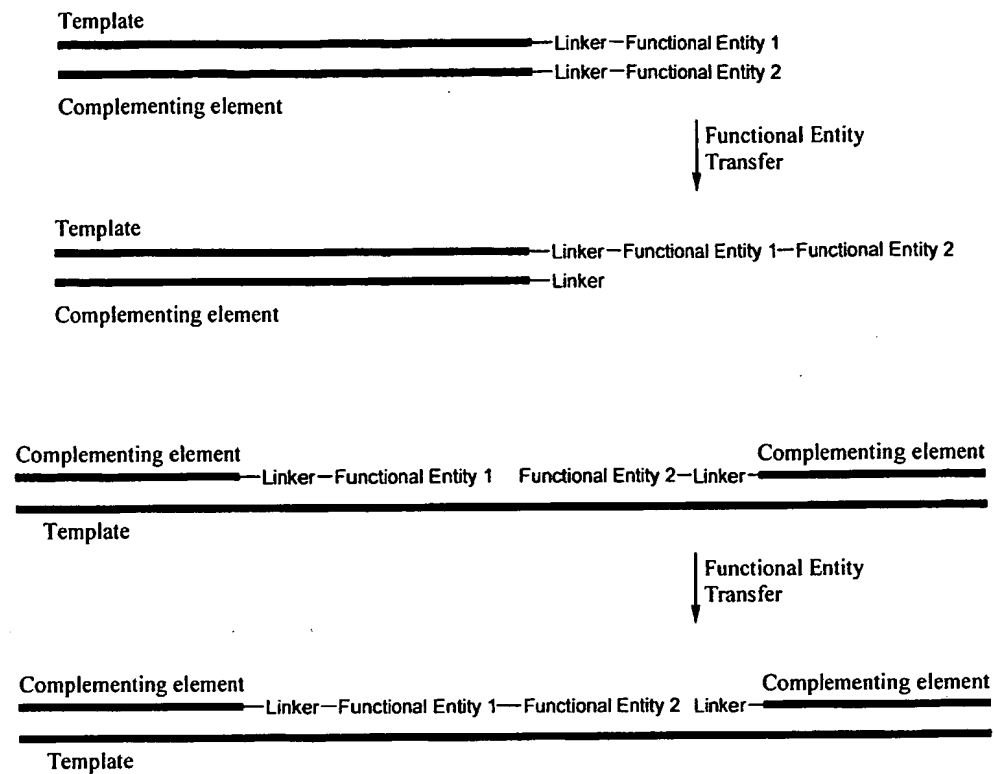 Template
Linker–Functional Entity 1
Linker–Functional Entity 2
Complementing element
Functional Entity
Transfer
Template
Linker–Functional Entity 1–Functional Entity 2
Linker
Complementing element
Complementing element Complementing element
Linker–Functional Entity 1 Functional Entity 2–Linker
Template
Functional Entity
Transfer
Complementing element Complementing element
Linker–Functional Entity 1–Functional Entity 2 Linker
Template